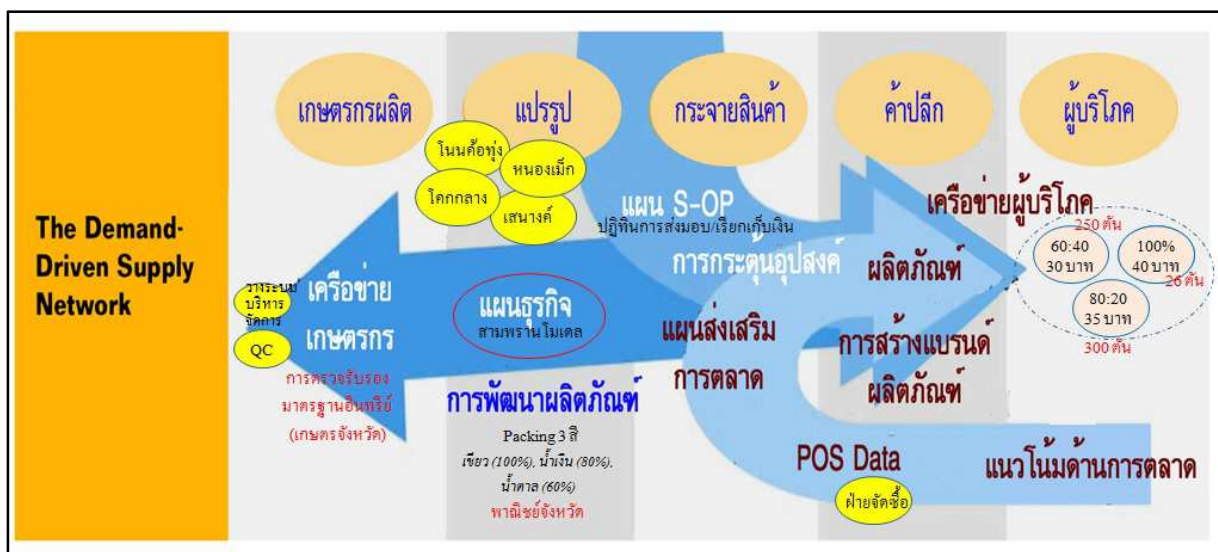 The Demand-
Driven Supply
Network
เกษตรกรผลิต
แปรรูป
กระจายสินค้า
ค้าปลีก
ผู้บริโภค
โนนค้อทุ่ง
หนองเม็ก
โคกกลาง
เสนางค์
แผน S-OP
ปฏิทินการส่งมอบ/เรียกเก็บเงิน
การกระตุ้นอุปสงค์
เครือข่ายผู้บริโภค
250 ตัน
60:40
30 บาท
100%
40 บาท
26 ตัน
80:20
35 บาท
300 ตัน
วางระบบ
บริหาร
จัดการ
QC
เครือข่าย
เกษตรกร
การตรวจรับรอง
มาตรฐานอินทรีย์
(เกษตรจังหวัด)
แผนธุรกิจ
สามพรานโมเดล
การพัฒนาผลิตภัณฑ์
Packing 3 สี
เขียว (100%), น้ำเงิน (80%),
น้ำตาล (60%)
พาณิชย์จังหวัด
แผนส่งเสริม
การตลาด
ผลิตภัณฑ์
การสร้างแบรนด์
ผลิตภัณฑ์
POS Data
ฝ่ายจัดซื้อ
แนวโน้มด้านการตลาด